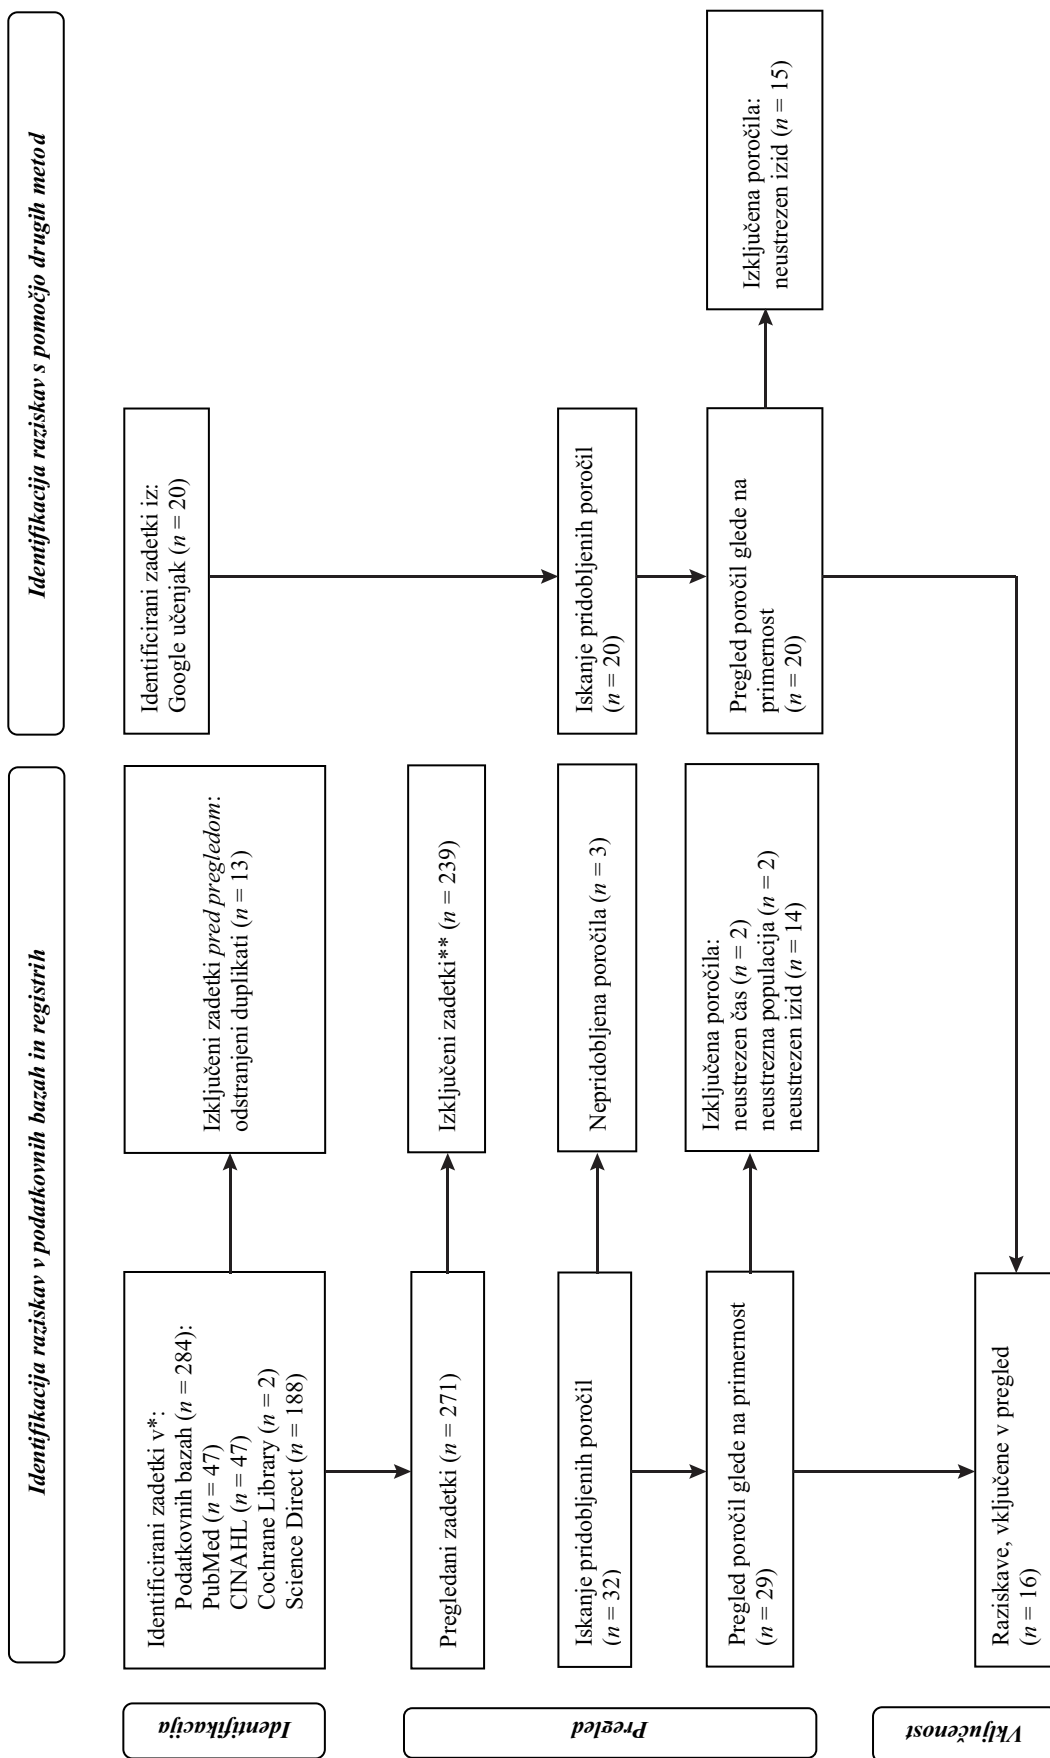 Identifikacija raziskav v podatkovnih bazah in registrih
Identifikacija raziskav s pomočjo drugih metod
Identifikacija
Identificirani zadetki v*:
Podatkovnih bazah (n = 284):
PubMed (n = 47)
CINAHL (n = 47)
Cochrane Library (n = 2)
Science Direct (n = 188)
Izključeni zadetki pred pregledom:
odstranjeni duplikati (n = 13)
Identificirani zadetki iz:
Google učenjak (n = 20)
Pregled
Pregledani zadetki (n = 271)
Izključeni zadetki** (n = 239)
Iskanje pridobljenih poročil
(n = 32)
Nepridobljena poročila (n = 3)
Iskanje pridobljenih poročil
(n = 20)
Pregled poročil glede na primernost
(n = 29)
Izključena poročila:
neustrezen čas (n = 2)
neustrezna populacija (n = 2)
neustrezen izid (n = 14)
Pregled poročil glede na
primernost
(n = 20)
Izključena poročila:
neustrezen izid (n = 15)
Vključenost
Raziskave, vključene v pregled
(n = 16)